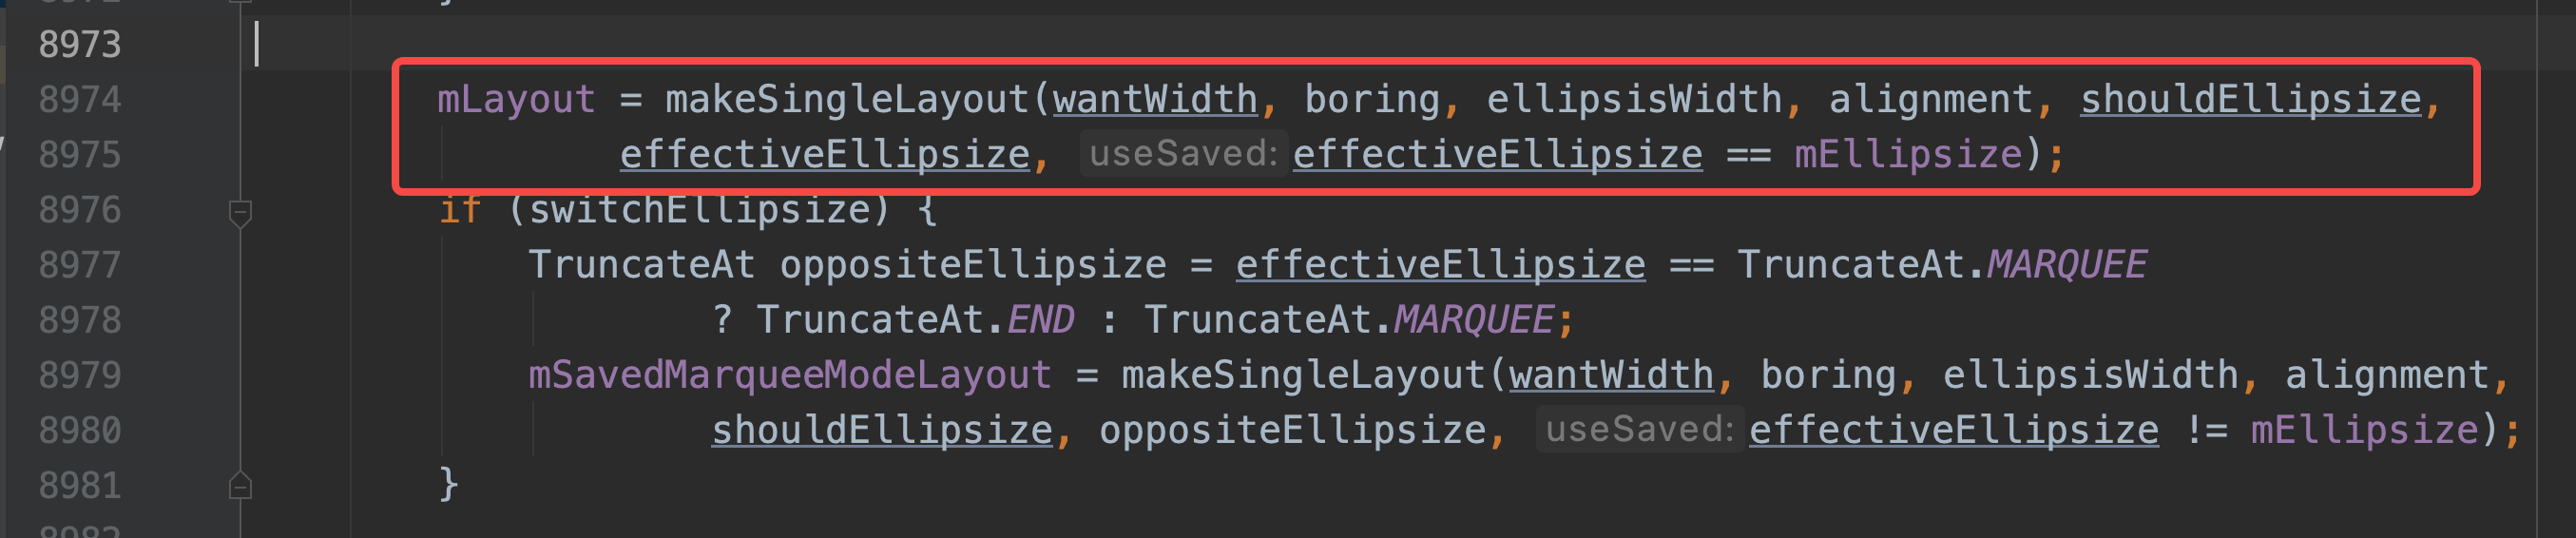 8973
8974 mLayout = makeSingleLayout(wantWidth, boring, ellipsisWidth, alignment, shouldEllipsize,
8975 effectiveEllipsize, useSaved: effectiveEllipsize == mEllipsize);
8976 if (switchEllipsize) {
8977 TruncateAt oppositeEllipsize = effectiveEllipsize == TruncateAt.MARQUEE
8978 ? TruncateAt.END : TruncateAt.MARQUEE;
8979 mSavedMarqueeModeLayout = makeSingleLayout(wantWidth, boring, ellipsisWidth, alignment,
8980 shouldEllipsize, oppositeEllipsize, useSaved: effectiveEllipsize != mEllipsize);
8981 }